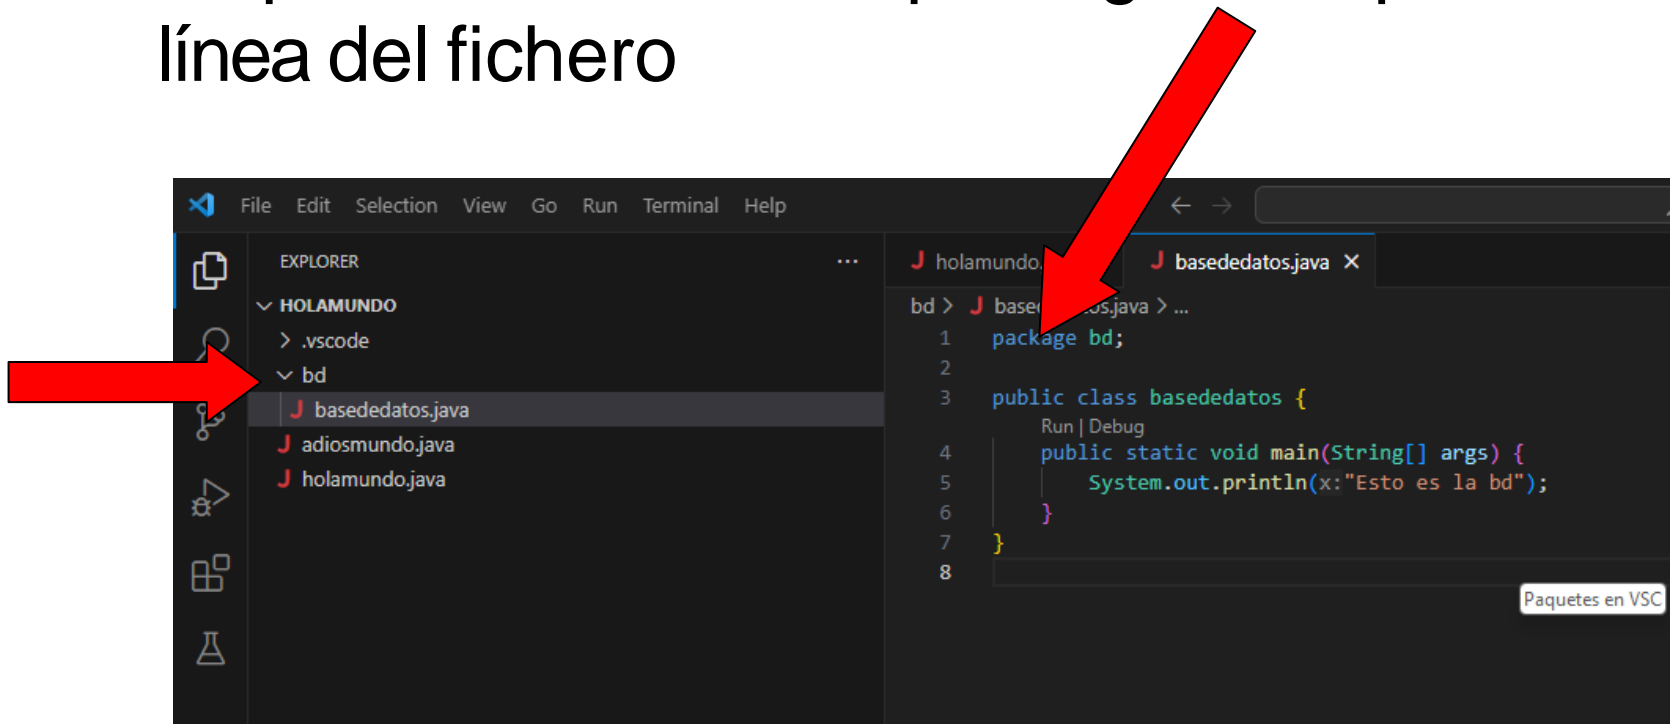 línea del fichero
File Edit Selection View Go Run Terminal Help
EXPLORER
HOLAMUNDO
.vscode
bd
basededatos.java
adiosmundo.java
holamundo.java
J holamundo. J basededatos.java
bd > J > ...
1 package bd;
2
3 public class basededatos {
Run | Debug
4 public static void main(String[] args) {
5 System.out.println(x:"Esto es la bd");
6 }
7 }
8
Paquetes en VSC